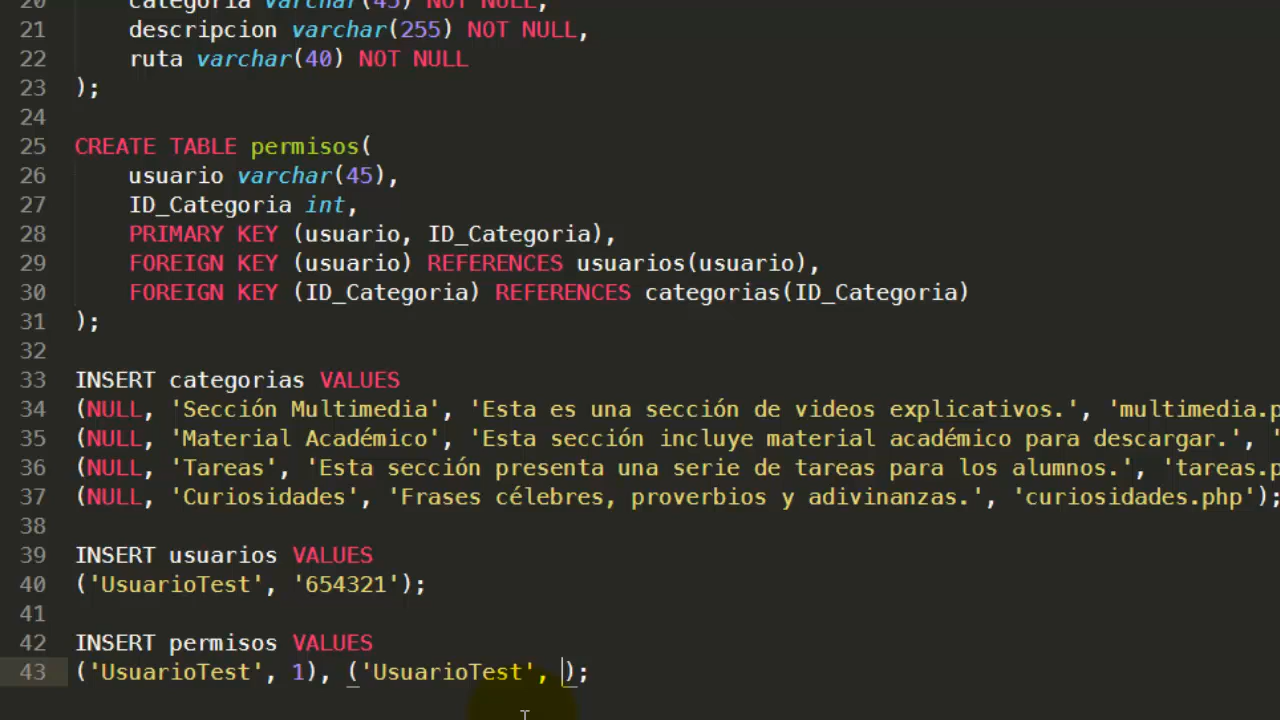 20 categoria varchar(45) NOT NULL,
21 descripcion varchar(255) NOT NULL,
22 ruta varchar(40) NOT NULL
23 );
24
25 CREATE TABLE permisos(
26 usuario varchar(45),
27 ID_Categoria int,
28 PRIMARY KEY (usuario, ID_Categoria),
29 FOREIGN KEY (usuario) REFERENCES usuarios(usuario),
30 FOREIGN KEY (ID_Categoria) REFERENCES categorias(ID_Categoria)
31 );
32
33 INSERT categorias VALUES
34 (NULL, 'Sección Multimedia', 'Esta es una sección de videos explicativos.', 'multimedia.p
35 (NULL, 'Material Académico', 'Esta sección incluye material académico para descargar.', '
36 (NULL, 'Tareas', 'Esta sección presenta una serie de tareas para los alumnos.', 'tareas.p
37 (NULL, 'Curiosidades', 'Frases célebres, proverbios y adivinanzas.', 'curiosidades.php');
38
39 INSERT usuarios VALUES
40 ('UsuarioTest', '654321');
41
42 INSERT permisos VALUES
43 ('UsuarioTest', 1), ('UsuarioTest', );